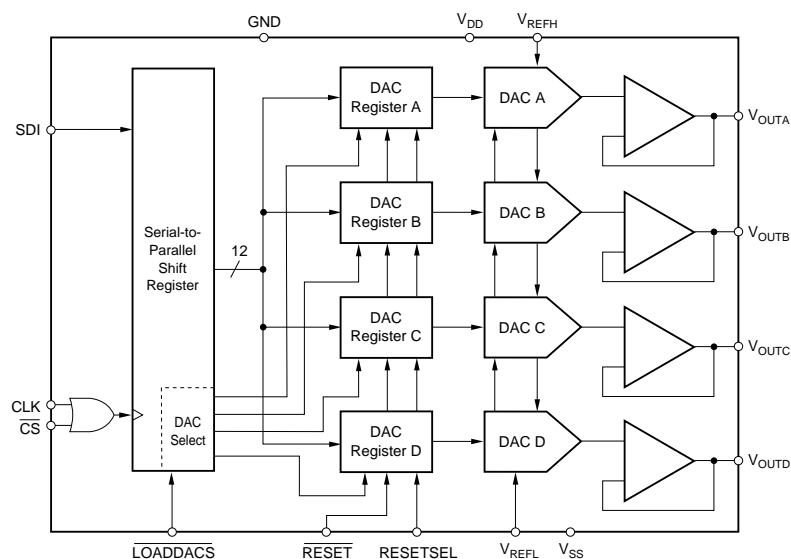 GND
VDD
VREFH
SDI
DAC
Register A
DAC A
VOUTA
DAC
Register B
DAC B
VOUTB
Serial-to-
Parallel
Shift
Register
12
DAC
Register C
DAC C
VOUTC
CLK
CS
DAC
Select
DAC
Register D
DAC D
VOUTD
LOADDACS
RESET
RESETSEL
VREFL
VSS